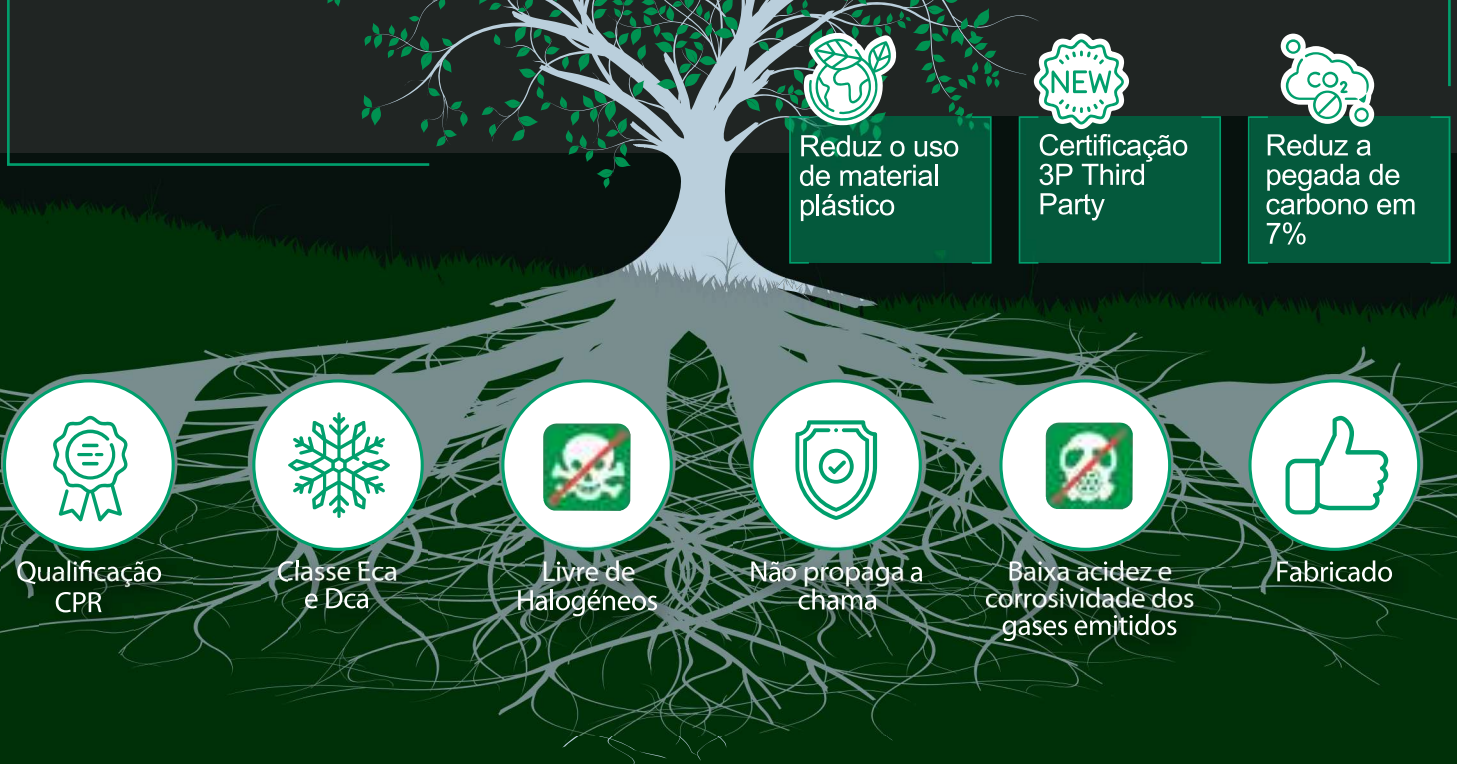 NEW
CO₂
Reduz o uso
de material
plástico
Certificação
3P Third
Party
Reduz a
pegada de
carbono em
7%
Qualificação
CPR
Classe Eca
e Dca
Livre de
Halogéneos
Não propaga a
chama
Baixa acidez e
corrosividade dos
gases emitidos
Fabricado